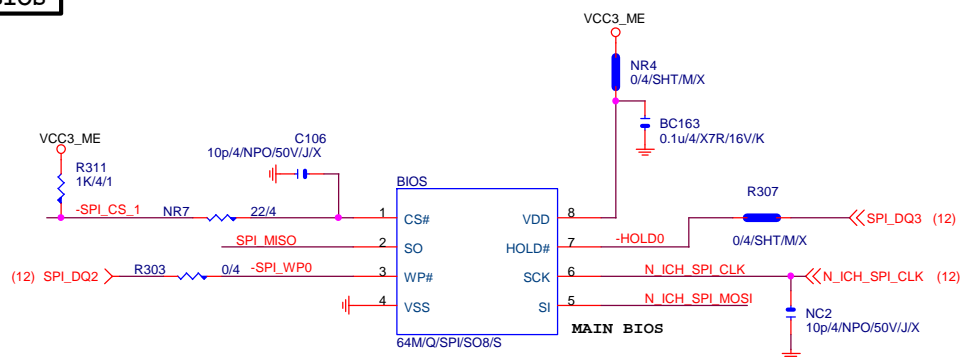 BIOS
VCC3_ME
NR4
0/4/SHT/M/X
BC163
0.1u/4/X7R/16V/K
VCC3_ME
R311
1K/4/1
C106
10p/4/NPO/50V/J/X
-SPI_CS_1
NR7
22/4
BIOS
1
CS#
VDD
8
R307
0/4/SHT/M/X
SPI_DQ3 (12)
SPI_MISO
2
SO
HOLD#
7
-HOLD0
(12) SPI_DQ2
R303
0/4
-SPI_WP0
3
WP#
SCK
6
N_ICH_SPI_CLK
N_ICH_SPI_CLK (12)
4
VSS
SI
5
N_ICH_SPI_MOSI
MAIN BIOS
64M/Q/SPI/SO8/S
NC2
10p/4/NPO/50V/J/X